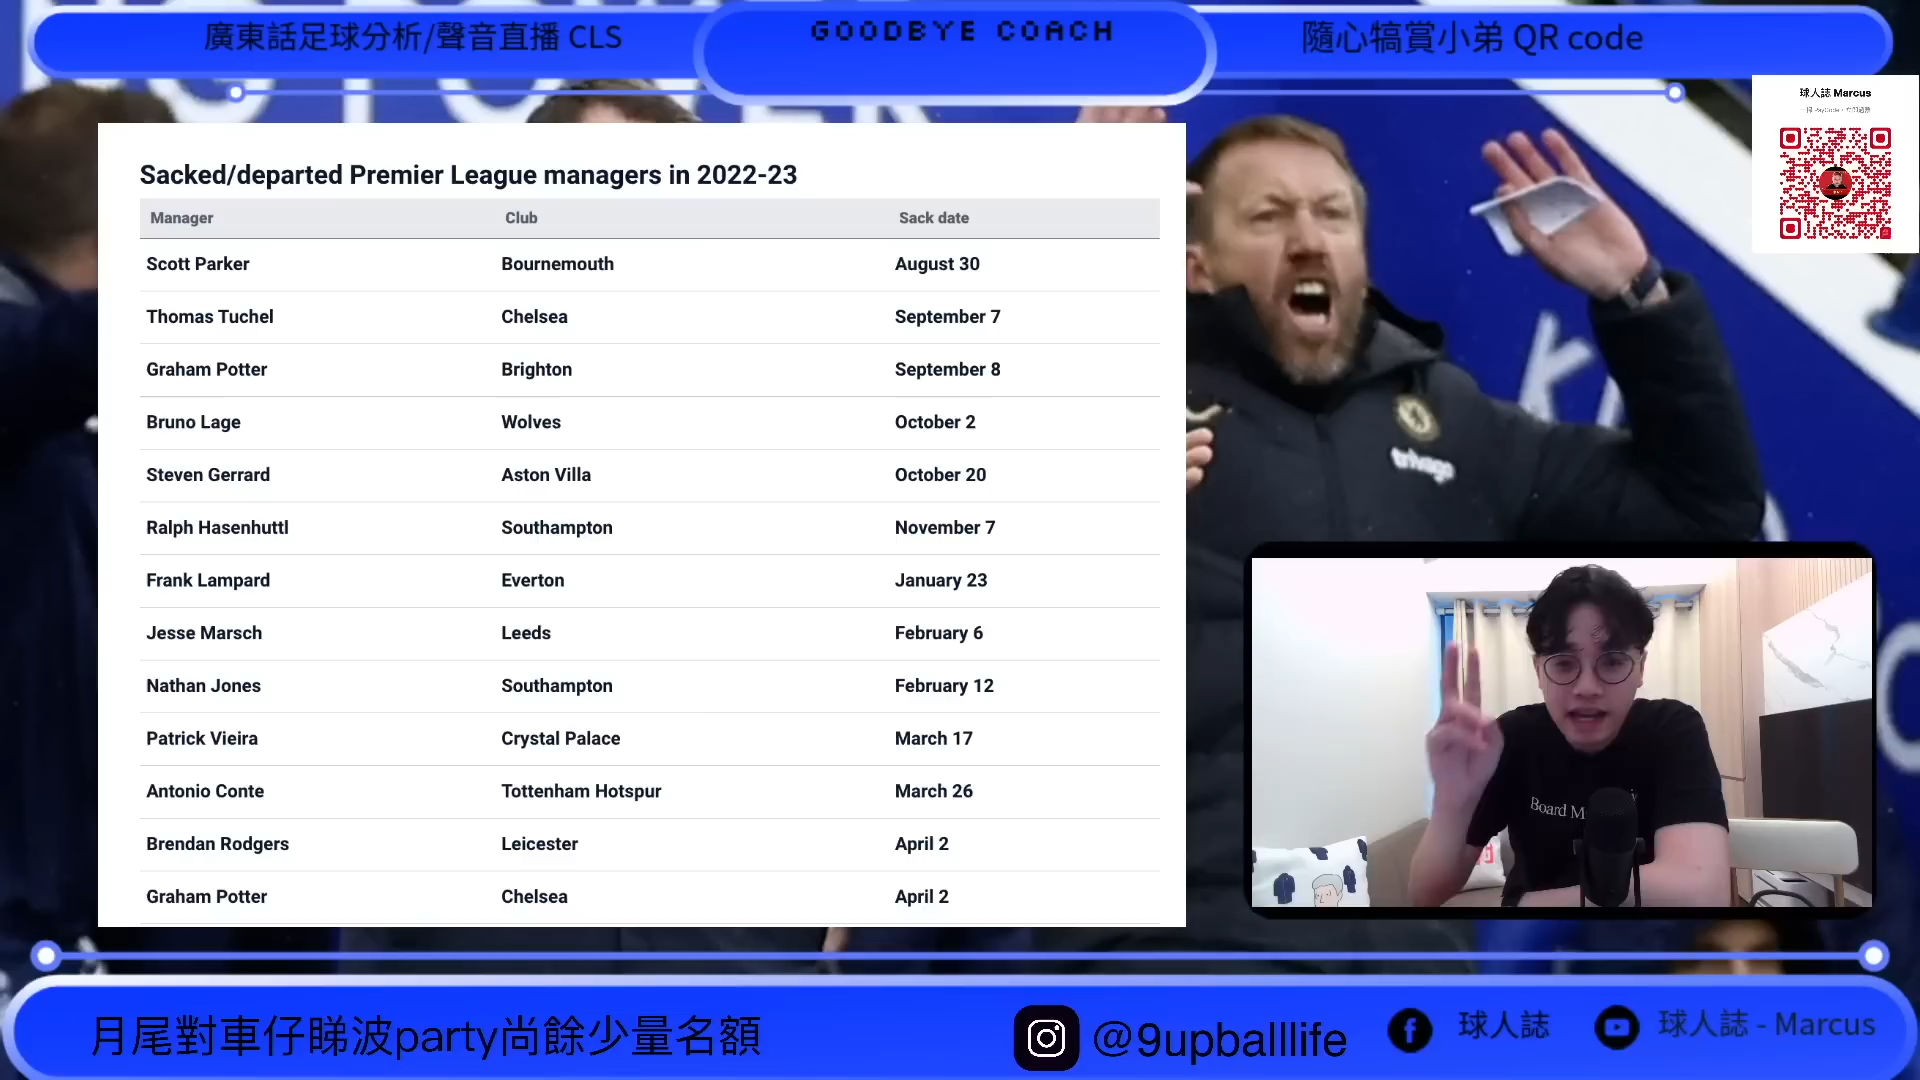 廣東話足球分析/聲音直播 CLS
GOODBYE COACH
隨心犒賞小弟 QR code
球人誌 Marcus
Sacked/departed Premier League managers in 2022-23
Manager Club Sack date
Scott Parker Bournemouth August 30
Thomas Tuchel Chelsea September 7
Graham Potter Brighton September 8
Bruno Lage Wolves October 2
Steven Gerrard Aston Villa October 20
Ralph Hasenhuttl Southampton November 7
Frank Lampard Everton January 23
Jesse Marsch Leeds February 6
Nathan Jones Southampton February 12
Patrick Vieira Crystal Palace March 17
Antonio Conte Tottenham Hotspur March 26
Brendan Rodgers Leicester April 2
Graham Potter Chelsea April 2
trivago
Board M
月尾對車仔睇波party尚餘少量名額
@9upballlife
球人誌
球人誌 - Marcus